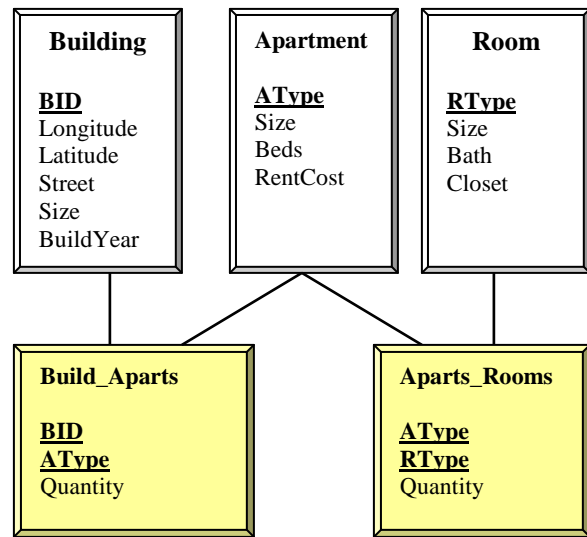 Building
BID
Longitude
Latitude
Street
Size
BuildYear
Apartment
AType
Size
Beds
RentCost
Room
RType
Size
Bath
Closet
Build_Aparts
BID
AType
Quantity
Aparts_Rooms
AType
RType
Quantity